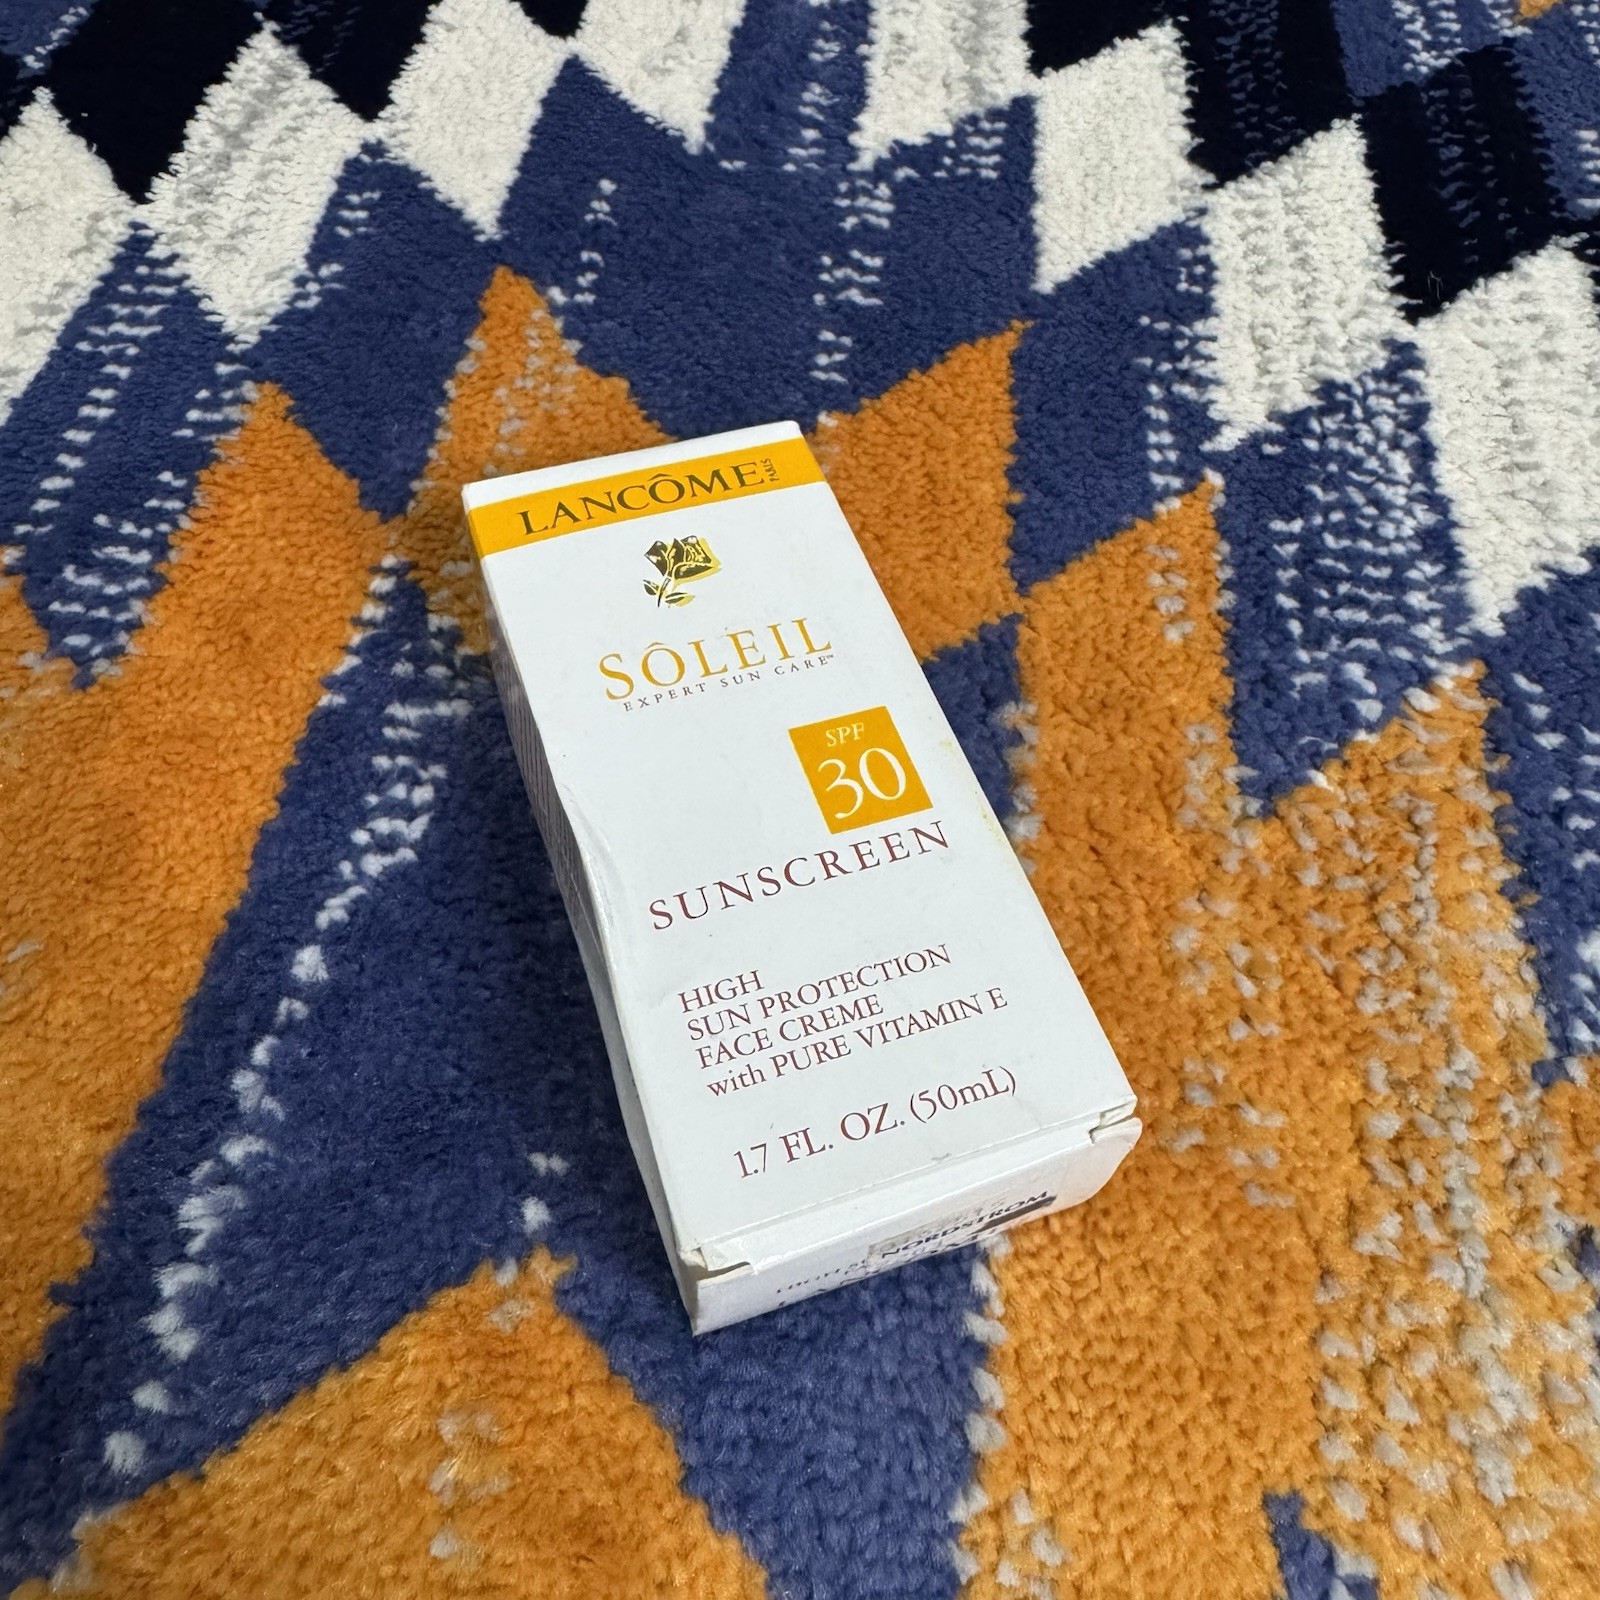 LANCÔME PARIS
SÔLEIL
EXPERT SUN CARE™
SPF
30
SUNSCREEN
HIGH
SUN PROTECTION
FACE CREME
with PURE VITAMIN E
1.7 FL. OZ. (50mL)
NORDSTROM